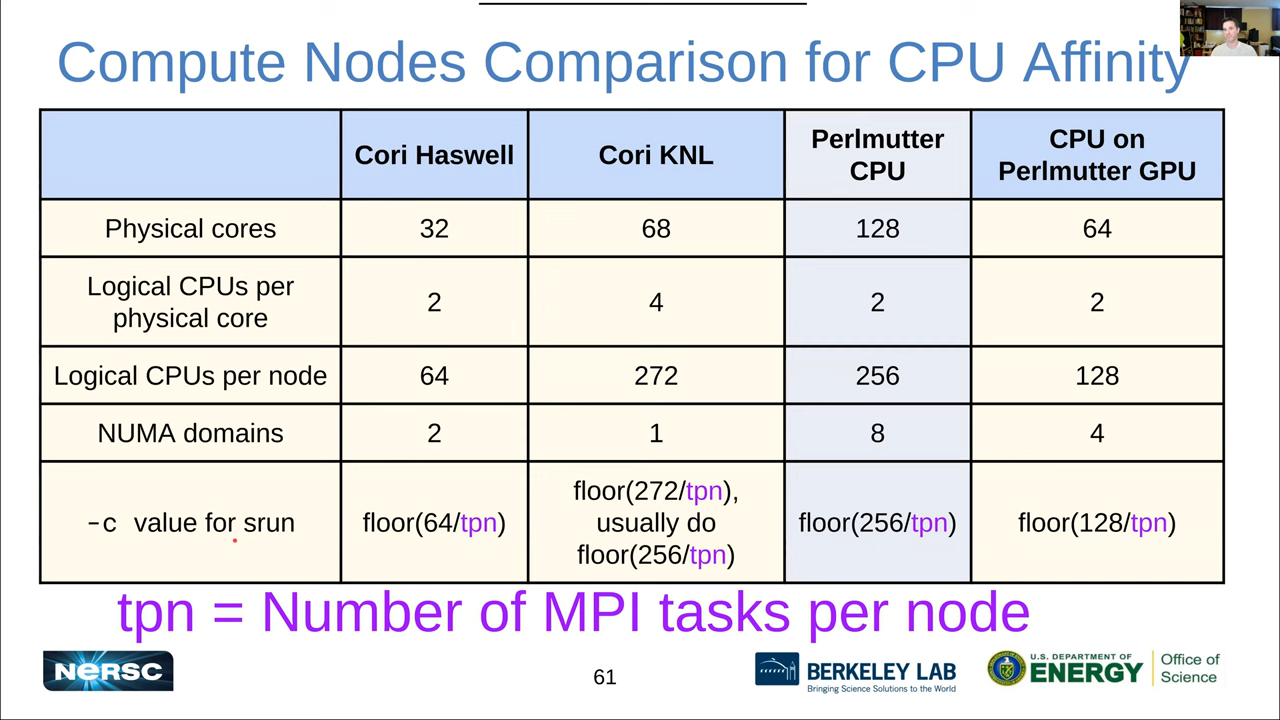 Compute Nodes Comparison for CPU Affinity
Cori Haswell
Cori KNL
Perlmutter
CPU
CPU on
Perlmutter GPU
Physical cores
32
68
128
64
Logical CPUs per
physical core
2
4
2
2
Logical CPUs per node
64
272
256
128
NUMA domains
2
1
8
4
-c value for srun
floor(64/tpn)
floor(272/tpn),
usually do
floor(256/tpn)
floor(256/tpn)
floor(128/tpn)
tpn = Number of MPI tasks per node
NERSC
61
BERKELEY LAB
Bringing Science Solutions to the World
U.S. DEPARTMENT OF
ENERGY
Office of
Science